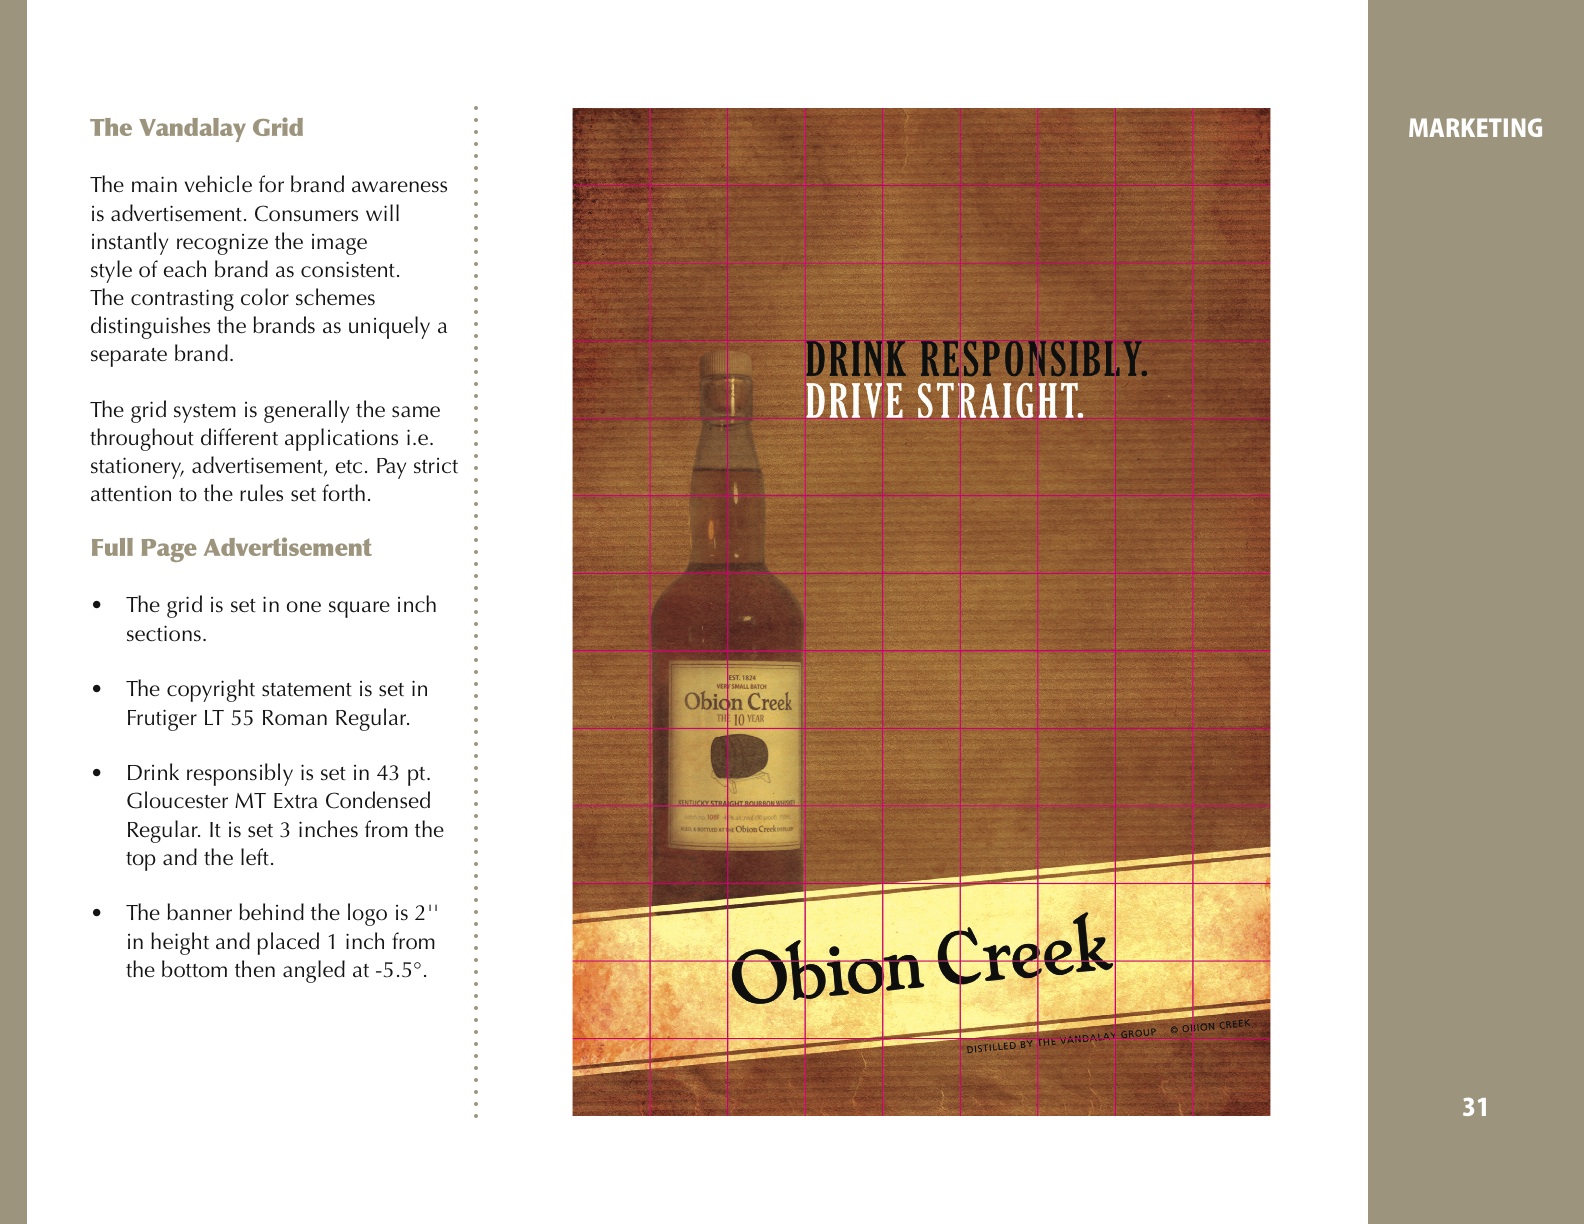 The Vandalay Grid
The main vehicle for brand awareness
is advertisement. Consumers will
instantly recognize the image
style of each brand as consistent.
The contrasting color schemes
distinguishes the brands as uniquely a
separate brand.
The grid system is generally the same
throughout different applications i.e.
stationery, advertisement, etc. Pay strict
attention to the rules set forth.
Full Page Advertisement
• The grid is set in one square inch
sections.
• The copyright statement is set in
Frutiger LT 55 Roman Regular.
• Drink responsibly is set in 43 pt.
Gloucester MT Extra Condensed
Regular. It is set 3 inches from the
top and the left.
• The banner behind the logo is 2"
in height and placed 1 inch from
the bottom then angled at -5.5°.
DRINK RESPONSIBLY.
DRIVE STRAIGHT.
EST. 1824
VERY SMALL BATCH
Obion Creek
THE 10 YEAR
KENTUCKY STRAIGHT BOURBON WHISKEY
BOTTLED AT THE Obion Creek
Obion Creek
DISTILLED BY THE VANDALAY GROUP © OBION CREEK
MARKETING
31